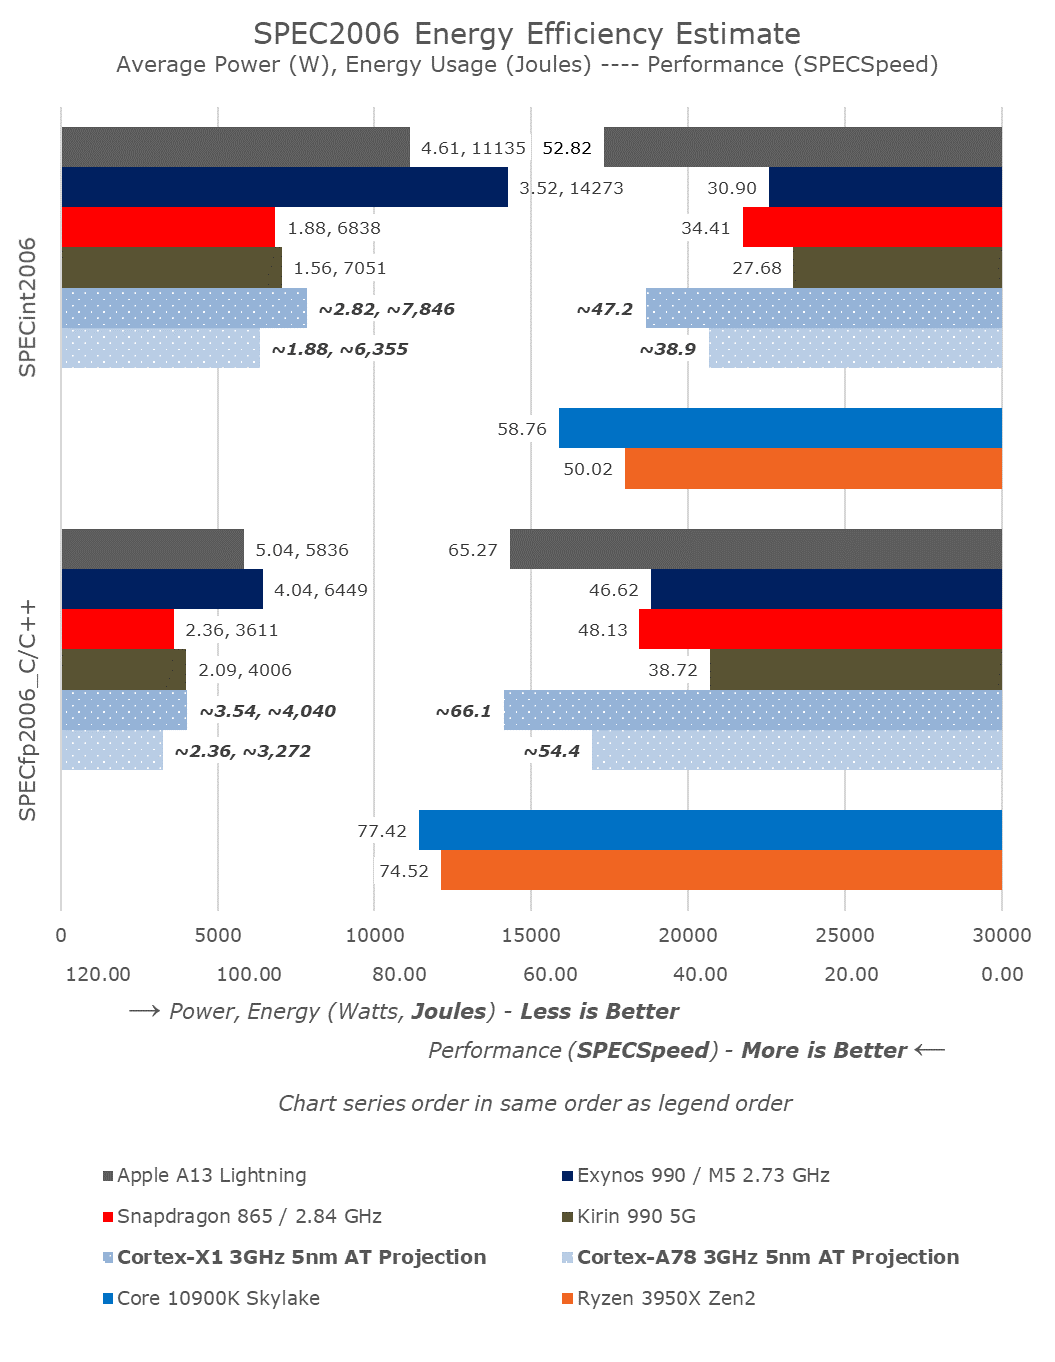 SPEC2006 Energy Efficiency Estimate
Average Power (W), Energy Usage (Joules) ---- Performance (SPECSpeed)
SPECint2006
4.61, 11135 52.82
3.52, 14273 30.90
1.88, 6838 34.41
1.56, 7051 27.68
~2.82, ~7,846 ~47.2
~1.88, ~6,355 ~38.9
58.76
50.02
SPECfp2006_C/C++
5.04, 5836 65.27
4.04, 6449 46.62
2.36, 3611 48.13
2.09, 4006 38.72
~3.54, ~4,040 ~66.1
~2.36, ~3,272 ~54.4
77.42
74.52
0 5000 10000 15000 20000 25000 30000
120.00 100.00 80.00 60.00 40.00 20.00 0.00
→ Power, Energy (Watts, Joules) - Less is Better
Performance (SPECSpeed) - More is Better ←
Chart series order in same order as legend order
Apple A13 Lightning Exynos 990 / M5 2.73 GHz
Snapdragon 865 / 2.84 GHz Kirin 990 5G
Cortex-X1 3GHz 5nm AT Projection Cortex-A78 3GHz 5nm AT Projection
Core 10900K Skylake Ryzen 3950X Zen2